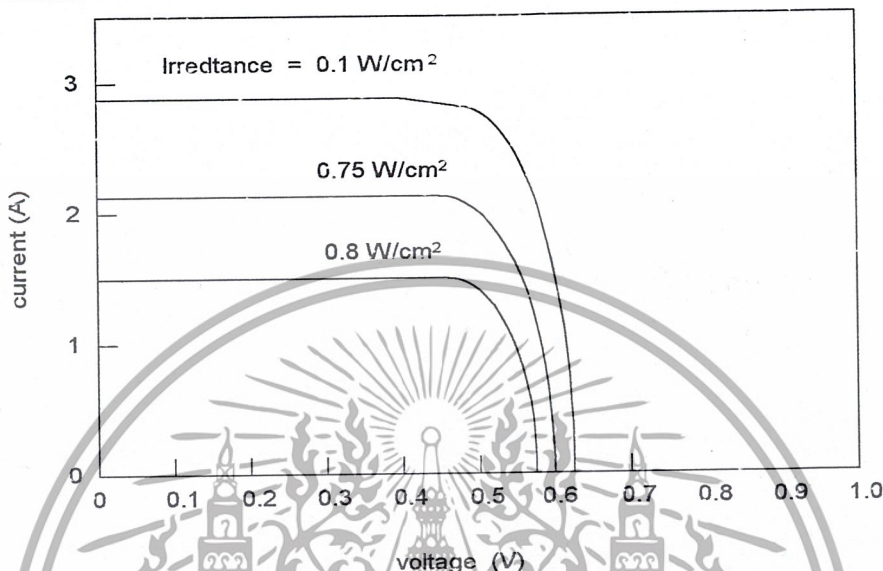 Irredtance = 0.1 W/cm²
3
0.75 W/cm²
2
0.8 W/cm²
1
0
0 0.1 0.2 0.3 0.4 0.5 0.6 0.7 0.8 0.9 1.0
current (A)
voltage (V)